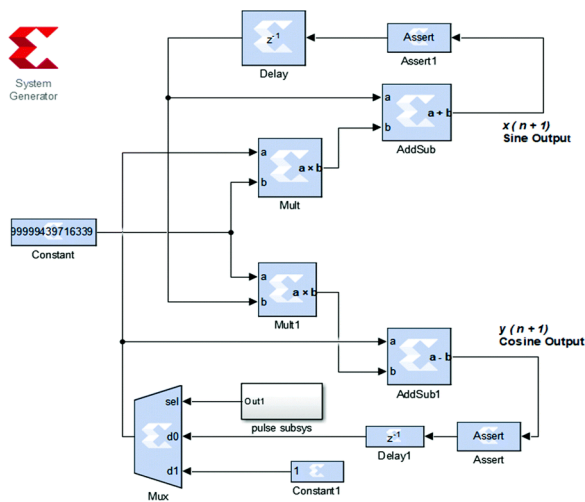 System
Generator
z-1
Delay
Assert
Assert1
a
b
a + b
AddSub
x ( n + 1)
Sine Output
a
b
a × b
Mult
99999439716339
Constant
a
b
a × b
Mult1
y ( n + 1)
Cosine Output
a
b
a - b
AddSub1
sel
d0
d1
Mux
Out1
pulse subsys
z-1
Delay1
Assert
Assert
1
Constant1